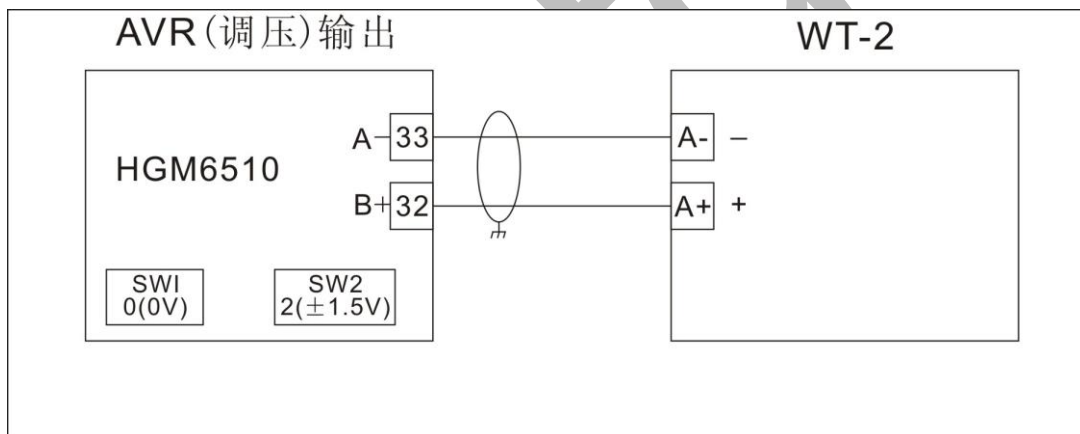 AVR(调压)输出
WT-2
HGM6510
A- 33
B+ 32
SWI
0(0V)
SW2
2(±1.5V)
A- −
A+ +